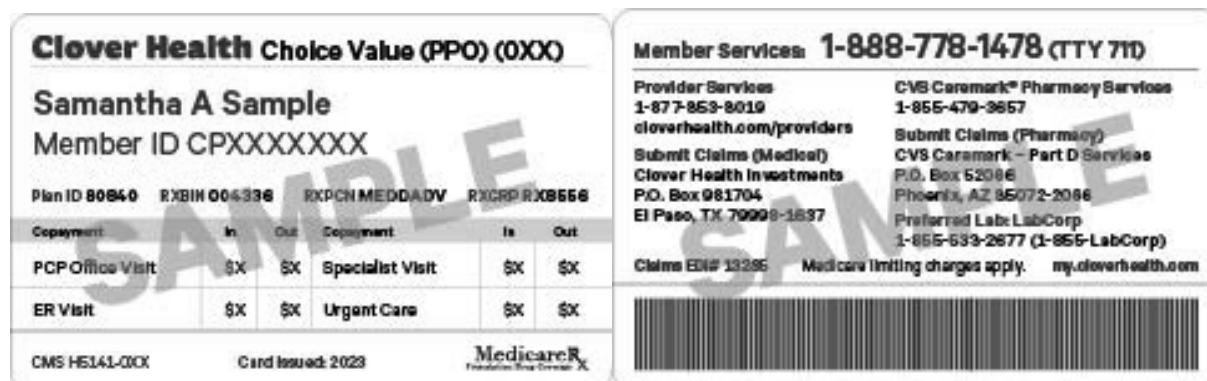 Clover Health Choice Value (PPO) (0XX)
Samantha A Sample
Member ID CPXXXXXXX
Plan ID 80840 RXBIN 004336 RXPCN MEDDADV RXGRP RX8556
Copayment In Out Copayment In Out
PCP Office Visit $X $X Specialist Visit $X $X
ER Visit $X $X Urgent Care $X $X
CMS H5141-0XX Card Issued: 2023 MedicareRx
SAMPLE
Member Services: 1-888-778-1478 (TTY 711)
Provider Services
1-877-853-8019
cloverhealth.com/providers
Submit Claims (Medical)
Clover Health Investments
P.O. Box 981704
El Paso, TX 79998-1637
CVS Caremark® Pharmacy Services
1-855-479-3657
Submit Claims (Pharmacy)
CVS Caremark – Part D Services
P.O. Box 52066
Phoenix, AZ 85072-2066
Preferred Lab: LabCorp
1-855-533-2677 (1-855-LabCorp)
Claims EDI# 13285 Medicare limiting charges apply. my.cloverhealth.com
SAMPLE